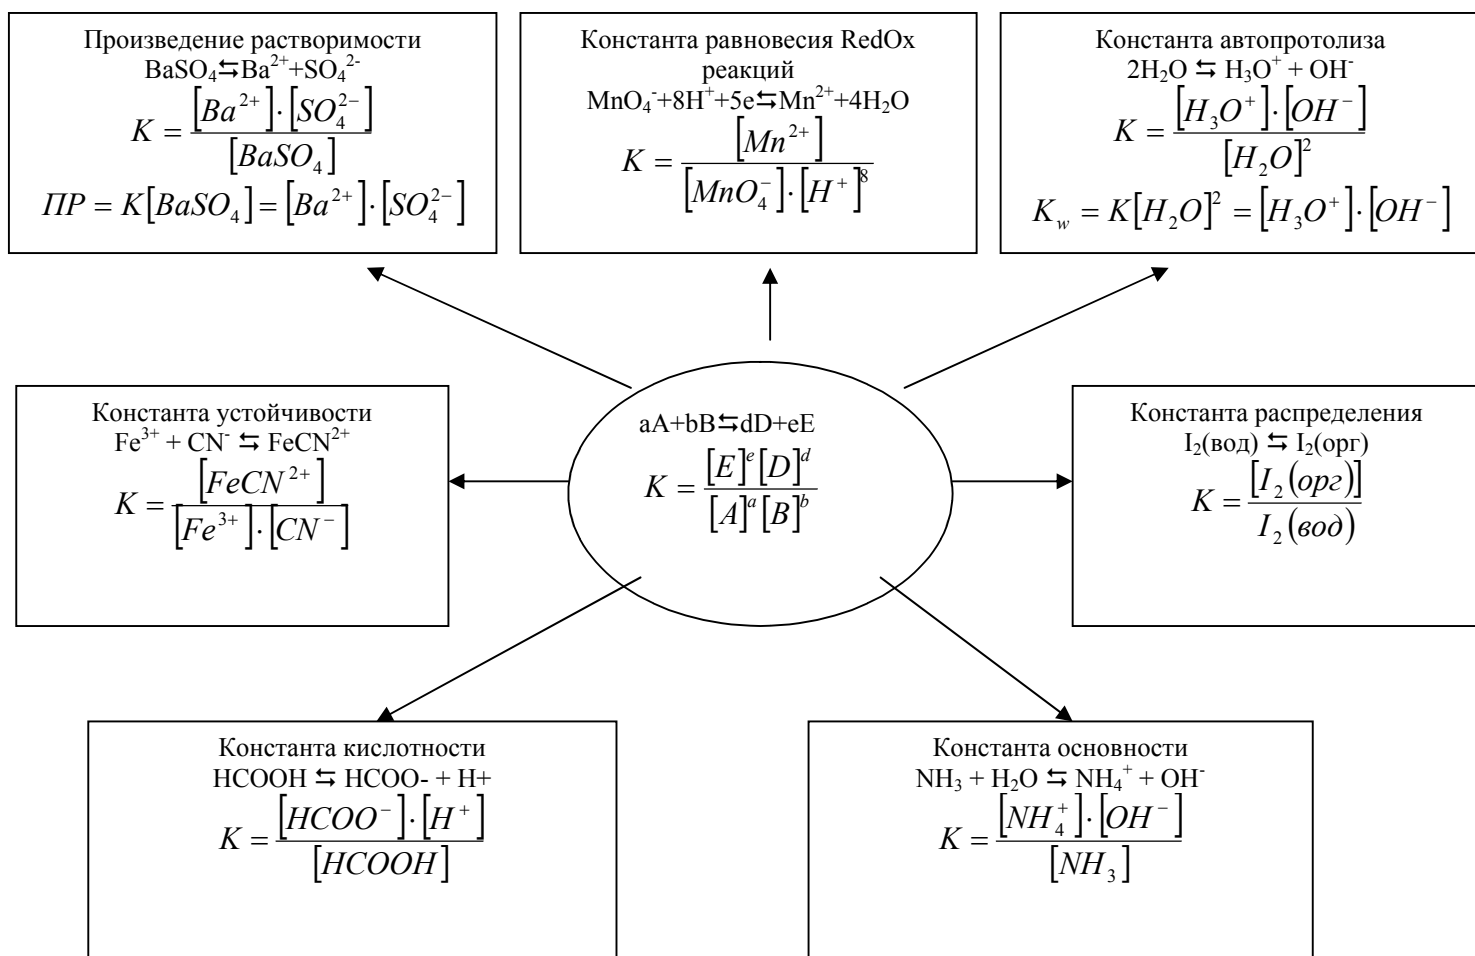 Произведение растворимости
BaSO₄⇆Ba²⁺+SO₄²⁻
K = [Ba²⁺]·[SO₄²⁻] / [BaSO₄]
ПР = K[BaSO₄] = [Ba²⁺]·[SO₄²⁻]
Константа равновесия RedOx
реакций
MnO₄⁻+8H⁺+5e⇆Mn²⁺+4H₂O
K = [Mn²⁺] / [MnO₄⁻]·[H⁺]⁸
Константа автопротолиза
2H₂O ⇆ H₃O⁺ + OH⁻
K = [H₃O⁺]·[OH⁻] / [H₂O]²
K_w = K[H₂O]² = [H₃O⁺]·[OH⁻]
Константа устойчивости
Fe³⁺ + CN⁻ ⇆ FeCN²⁺
K = [FeCN²⁺] / [Fe³⁺]·[CN⁻]
aA+bB⇆dD+eE
K = [E]ᵉ[D]ᵈ / [A]ᵃ[B]ᵇ
Константа распределения
I₂(вод) ⇆ I₂(орг)
K = [I₂(орг)] / I₂(вод)
Константа кислотности
HCOOH ⇆ HCOO- + H+
K = [HCOO⁻]·[H⁺] / [HCOOH]
Константа основности
NH₃ + H₂O ⇆ NH₄⁺ + OH⁻
K = [NH₄⁺]·[OH⁻] / [NH₃]